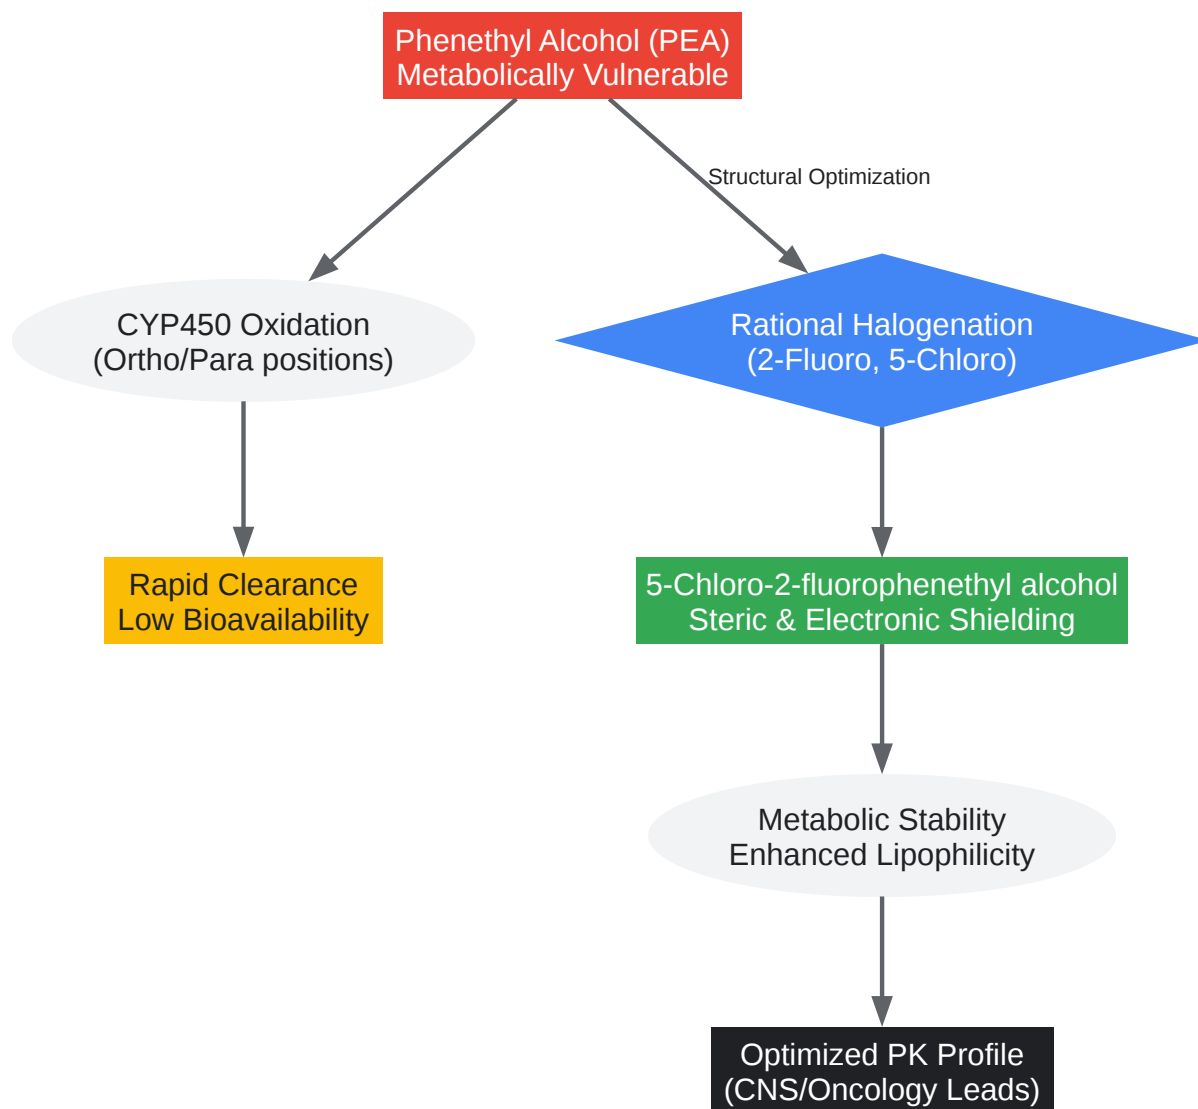 Phenethyl Alcohol (PEA)
Metabolically Vulnerable
Structural Optimization
CYP450 Oxidation
(Ortho/Para positions)
Rational Halogenation
(2-Fluoro, 5-Chloro)
Rapid Clearance
Low Bioavailability
5-Chloro-2-fluorophenethyl alcohol
Steric & Electronic Shielding
Metabolic Stability
Enhanced Lipophilicity
Optimized PK Profile
(CNS/Oncology Leads)